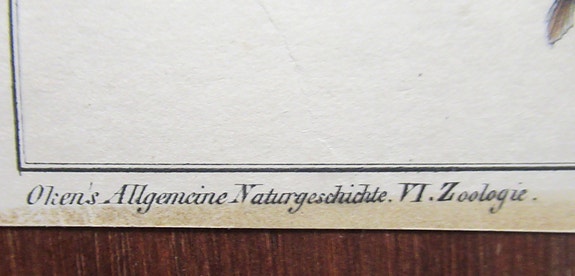 Oken's Allgemeine Naturgeschichte. VI. Zoologie.